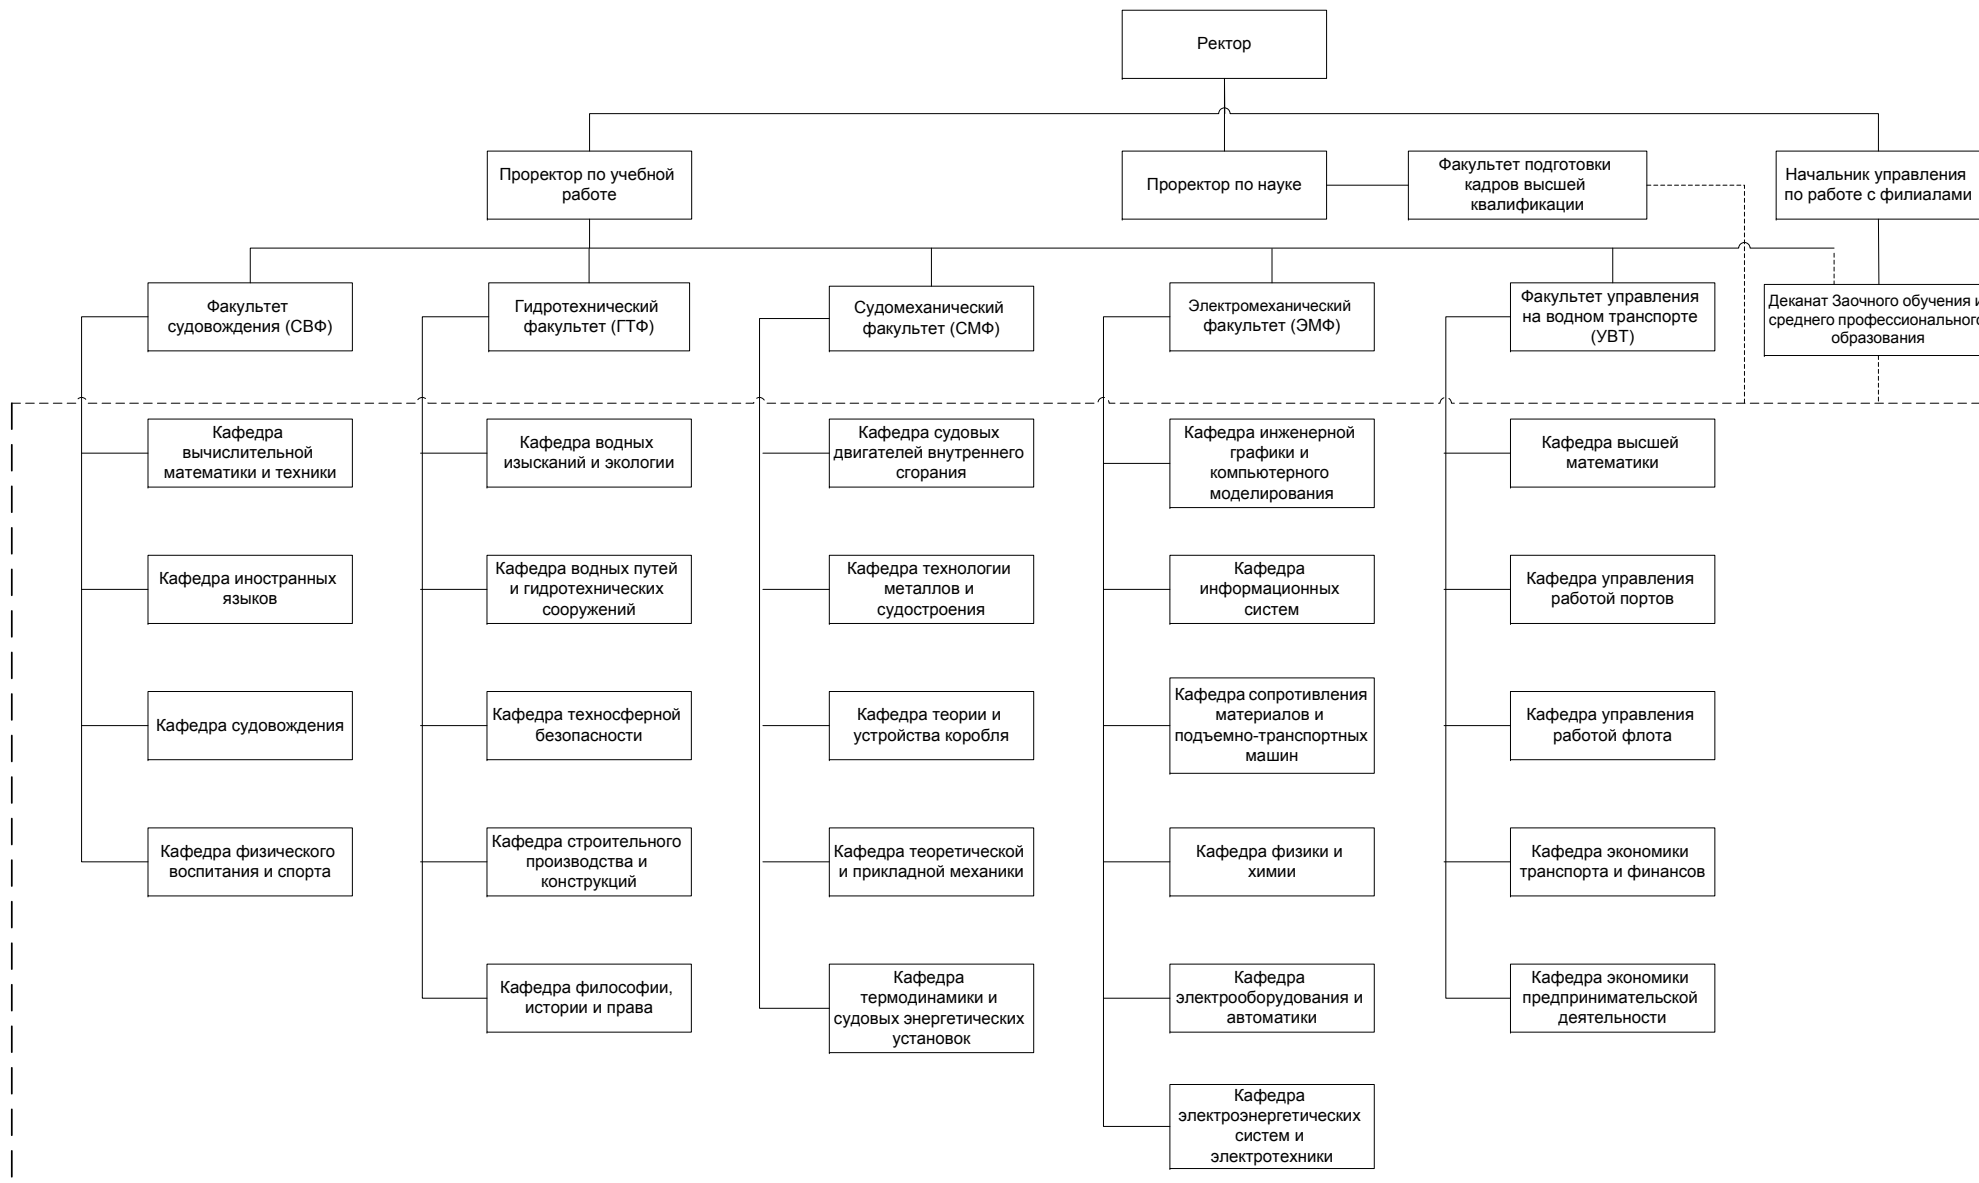 Ректор
Проректор по учебной
работе
Проректор по науке
Факультет подготовки
кадров высшей
квалификации
Начальник управления
по работе с филиалами
Факультет
судовождения (СВФ)
Гидротехнический
факультет (ГТФ)
Судомеханический
факультет (СМФ)
Электромеханический
факультет (ЭМФ)
Факультет управления
на водном транспорте
(УВТ)
Деканат Заочного обучения и
среднего профессионального
образования
Кафедра
вычислительной
математики и техники
Кафедра водных
изысканий и экологии
Кафедра судовых
двигателей внутреннего
сгорания
Кафедра инженерной
графики и
компьютерного
моделирования
Кафедра высшей
математики
Кафедра иностранных
языков
Кафедра водных путей
и гидротехнических
сооружений
Кафедра технологии
металлов и
судостроения
Кафедра
информационных
систем
Кафедра управления
работой портов
Кафедра судовождения
Кафедра техносферной
безопасности
Кафедра теории и
устройства коробля
Кафедра сопротивления
материалов и
подъемно-транспортных
машин
Кафедра управления
работой флота
Кафедра физического
воспитания и спорта
Кафедра строительного
производства и
конструкций
Кафедра теоретической
и прикладной механики
Кафедра физики и
химии
Кафедра экономики
транспорта и финансов
Кафедра философии,
истории и права
Кафедра
термодинамики и
судовых энергетических
установок
Кафедра
электрооборудования и
автоматики
Кафедра экономики
предпринимательской
деятельности
Кафедра
электроэнергетических
систем и
электротехники